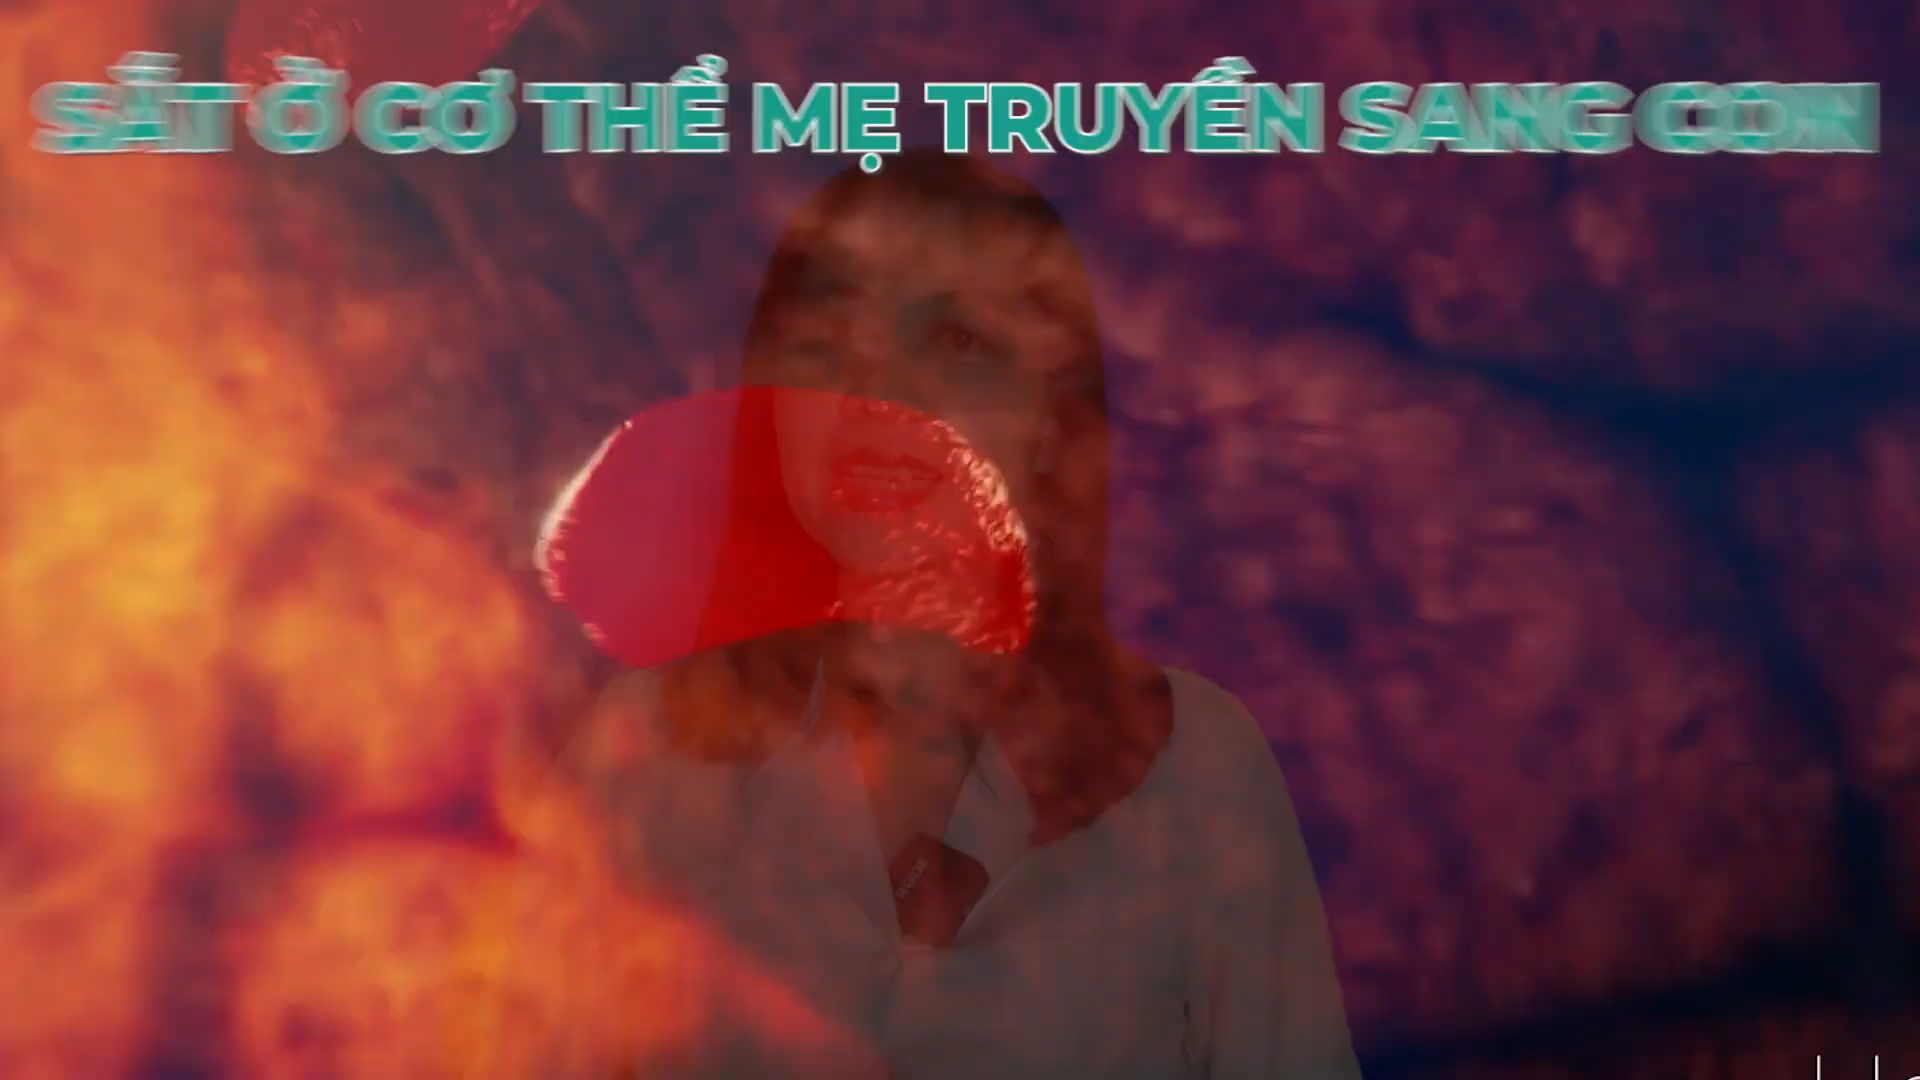 SẮT Ở CƠ THỂ MẸ TRUYỀN SANG CON